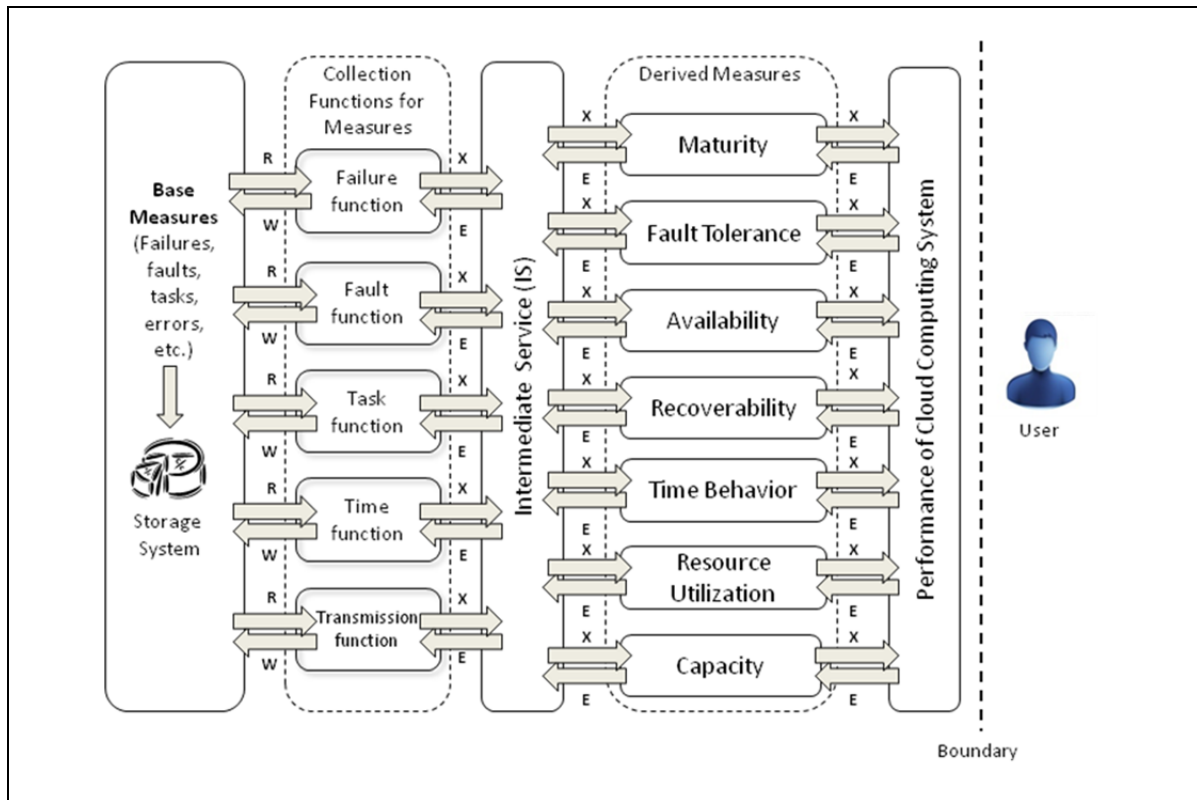 Base
Measures
(Failures,
faults,
tasks,
errors,
etc.)
Storage
System
Collection
Functions for
Measures
R
X
Failure
function
W
E
R
X
Fault
function
W
E
R
X
Task
function
W
E
R
X
Time
function
W
E
R
X
Transmission
function
W
E
Intermediate Service (IS)
Derived Measures
X
X
Maturity
E
E
X
X
Fault Tolerance
E
E
X
X
Availability
E
E
X
X
Recoverability
E
E
X
X
Time Behavior
E
E
X
X
Resource
Utilization
E
E
X
X
Capacity
E
E
Performance of Cloud Computing System
User
Boundary